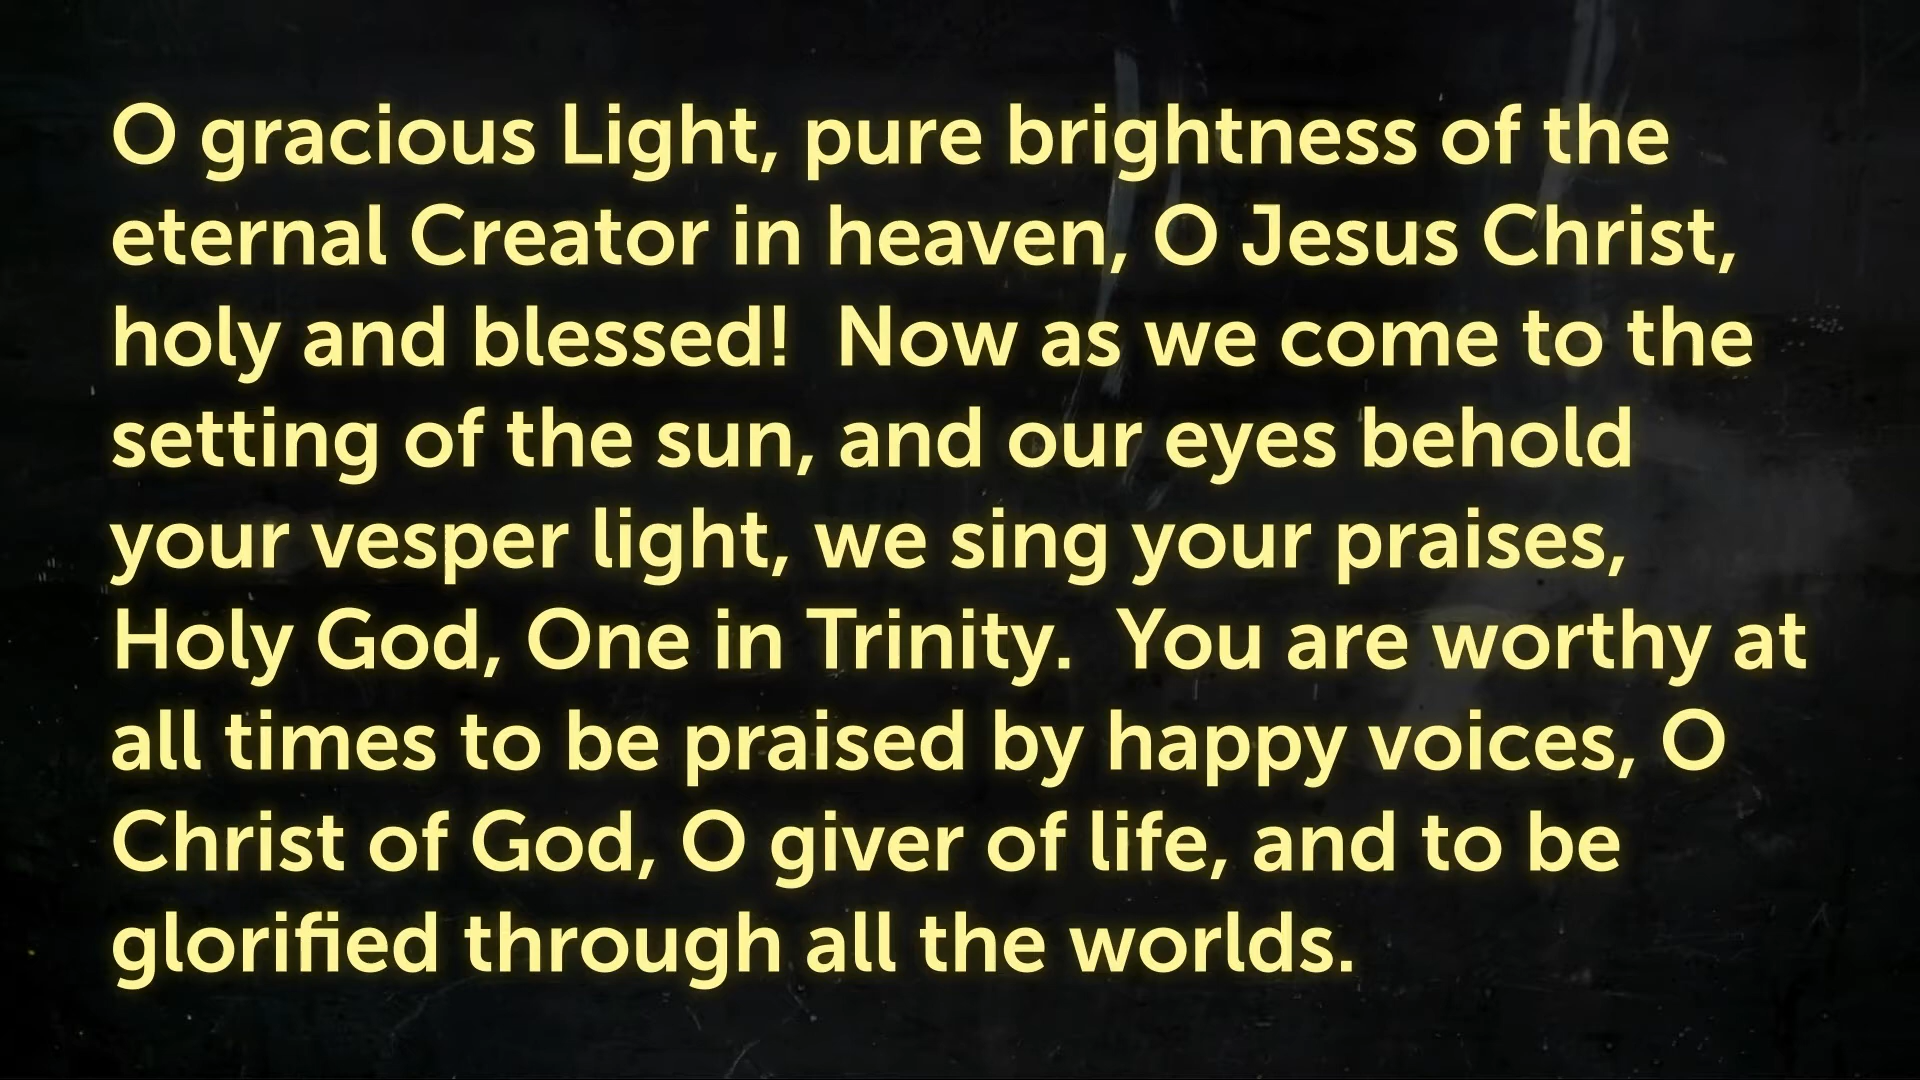 O gracious Light, pure brightness of the
eternal Creator in heaven, O Jesus Christ,
holy and blessed!  Now as we come to the
setting of the sun, and our eyes behold
your vesper light, we sing your praises,
Holy God, One in Trinity.  You are worthy at
all times to be praised by happy voices, O
Christ of God, O giver of life, and to be
glorified through all the worlds.